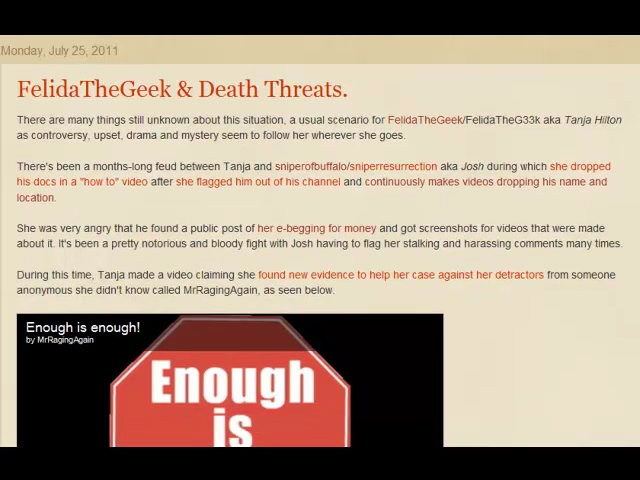 Monday, July 25, 2011
FelidaTheGeek & Death Threats.
There are many things still unknown about this situation, a usual scenario for FelidaTheGeek/FelidaTheG33k aka Tanja Hilton
as controversy, upset, drama and mystery seem to follow her wherever she goes.
There's been a months-long feud between Tanja and sniperofbuffalo/sniperresurrection aka Josh during which she dropped
his docs in a "how to" video after she flagged him out of his channel and continuously makes videos dropping his name and
location.
She was very angry that he found a public post of her e-begging for money and got screenshots for videos that were made
about it. It's been a pretty notorious and bloody fight with Josh having to flag her stalking and harassing comments many times.
During this time, Tanja made a video claiming she found new evidence to help her case against her detractors from someone
anonymous she didn't know called MrRagingAgain, as seen below.
Enough is enough!
by MrRagingAgain
Enough
is